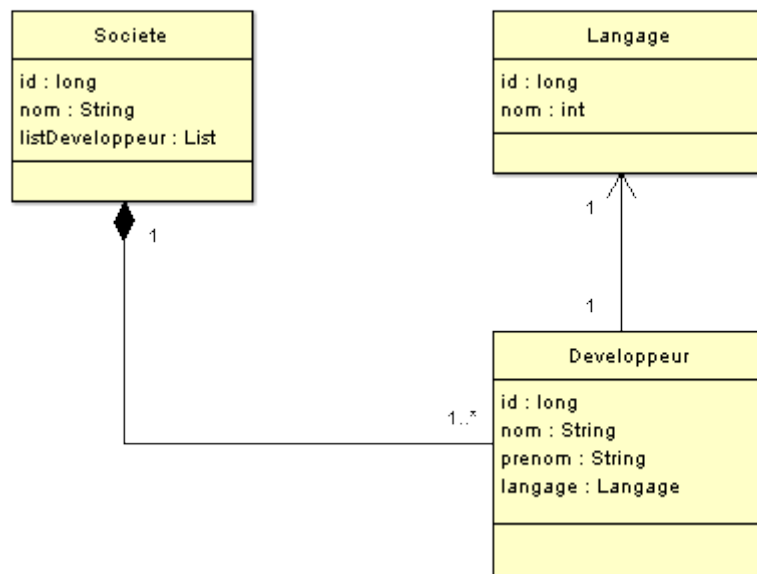 Societe
id : long
nom : String
listDeveloppeur : List
Langage
id : long
nom : int
1
1
1
1..*
Developpeur
id : long
nom : String
prenom : String
langage : Langage